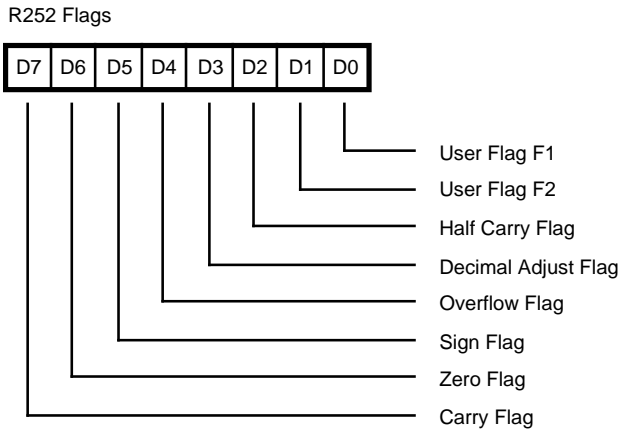 R252 Flags
D7 D6 D5 D4 D3 D2 D1 D0
User Flag F1
User Flag F2
Half Carry Flag
Decimal Adjust Flag
Overflow Flag
Sign Flag
Zero Flag
Carry Flag